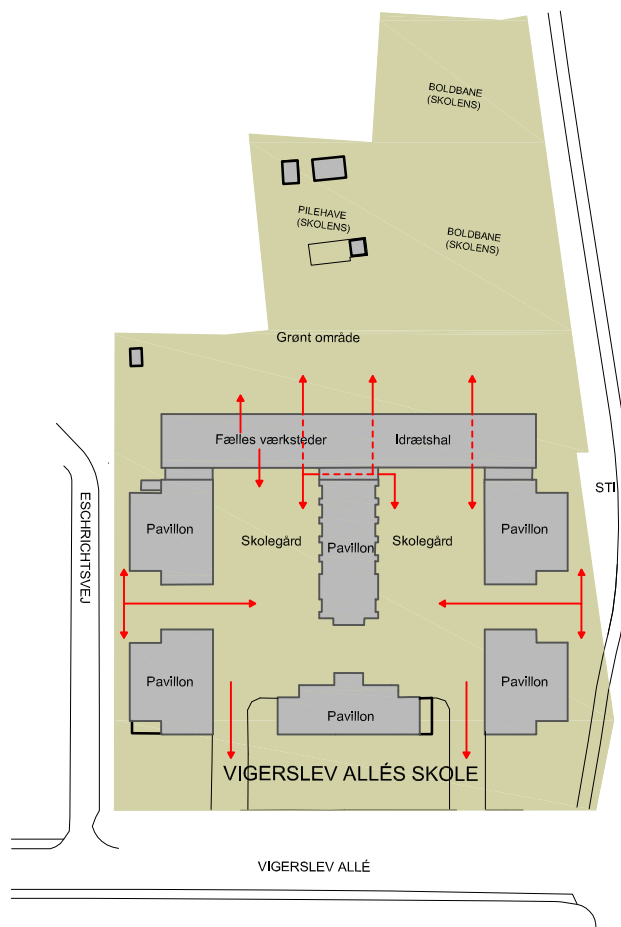 BOLDBANE
(SKOLENS)
PILEHAVE
(SKOLENS)
BOLDBANE
(SKOLENS)
Grønt område
Fælles værksteder
Idrætshal
STI
ESCHRICHTSVEJ
Pavillon
Skolegård
Pavillon
Skolegård
Pavillon
Pavillon
Pavillon
Pavillon
VIGERSLEV ALLÉS SKOLE
VIGERSLEV ALLÉ